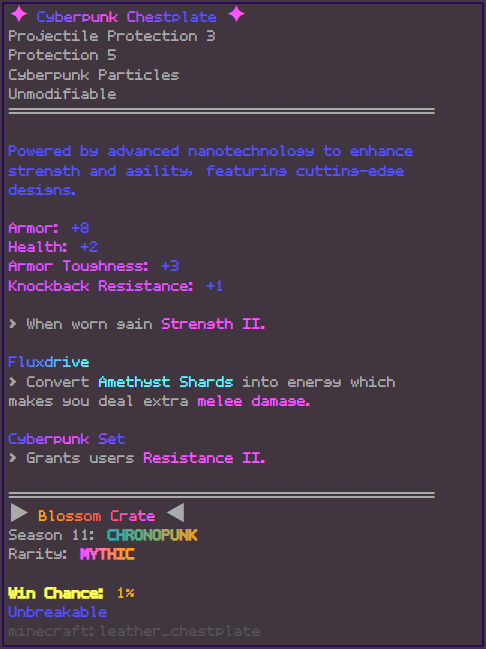 ✦ Cyberpunk Chestplate ✦
Projectile Protection 3
Protection 5
Cyberpunk Particles
Unmodifiable
Powered by advanced nanotechnology to enhance
strength and agility, featuring cutting-edge
designs.
Armor: +8
Health: +2
Armor Toughness: +3
Knockback Resistance: +1
> When worn gain Strength II.
Fluxdrive
> Convert Amethyst Shards into energy which
makes you deal extra melee damage.
Cyberpunk Set
> Grants users Resistance II.
▶ Blossom Crate ◀
Season 11: CHRONOPUNK
Rarity: MYTHIC
Win Chance: 1%
Unbreakable
minecraft:leather_chestplate